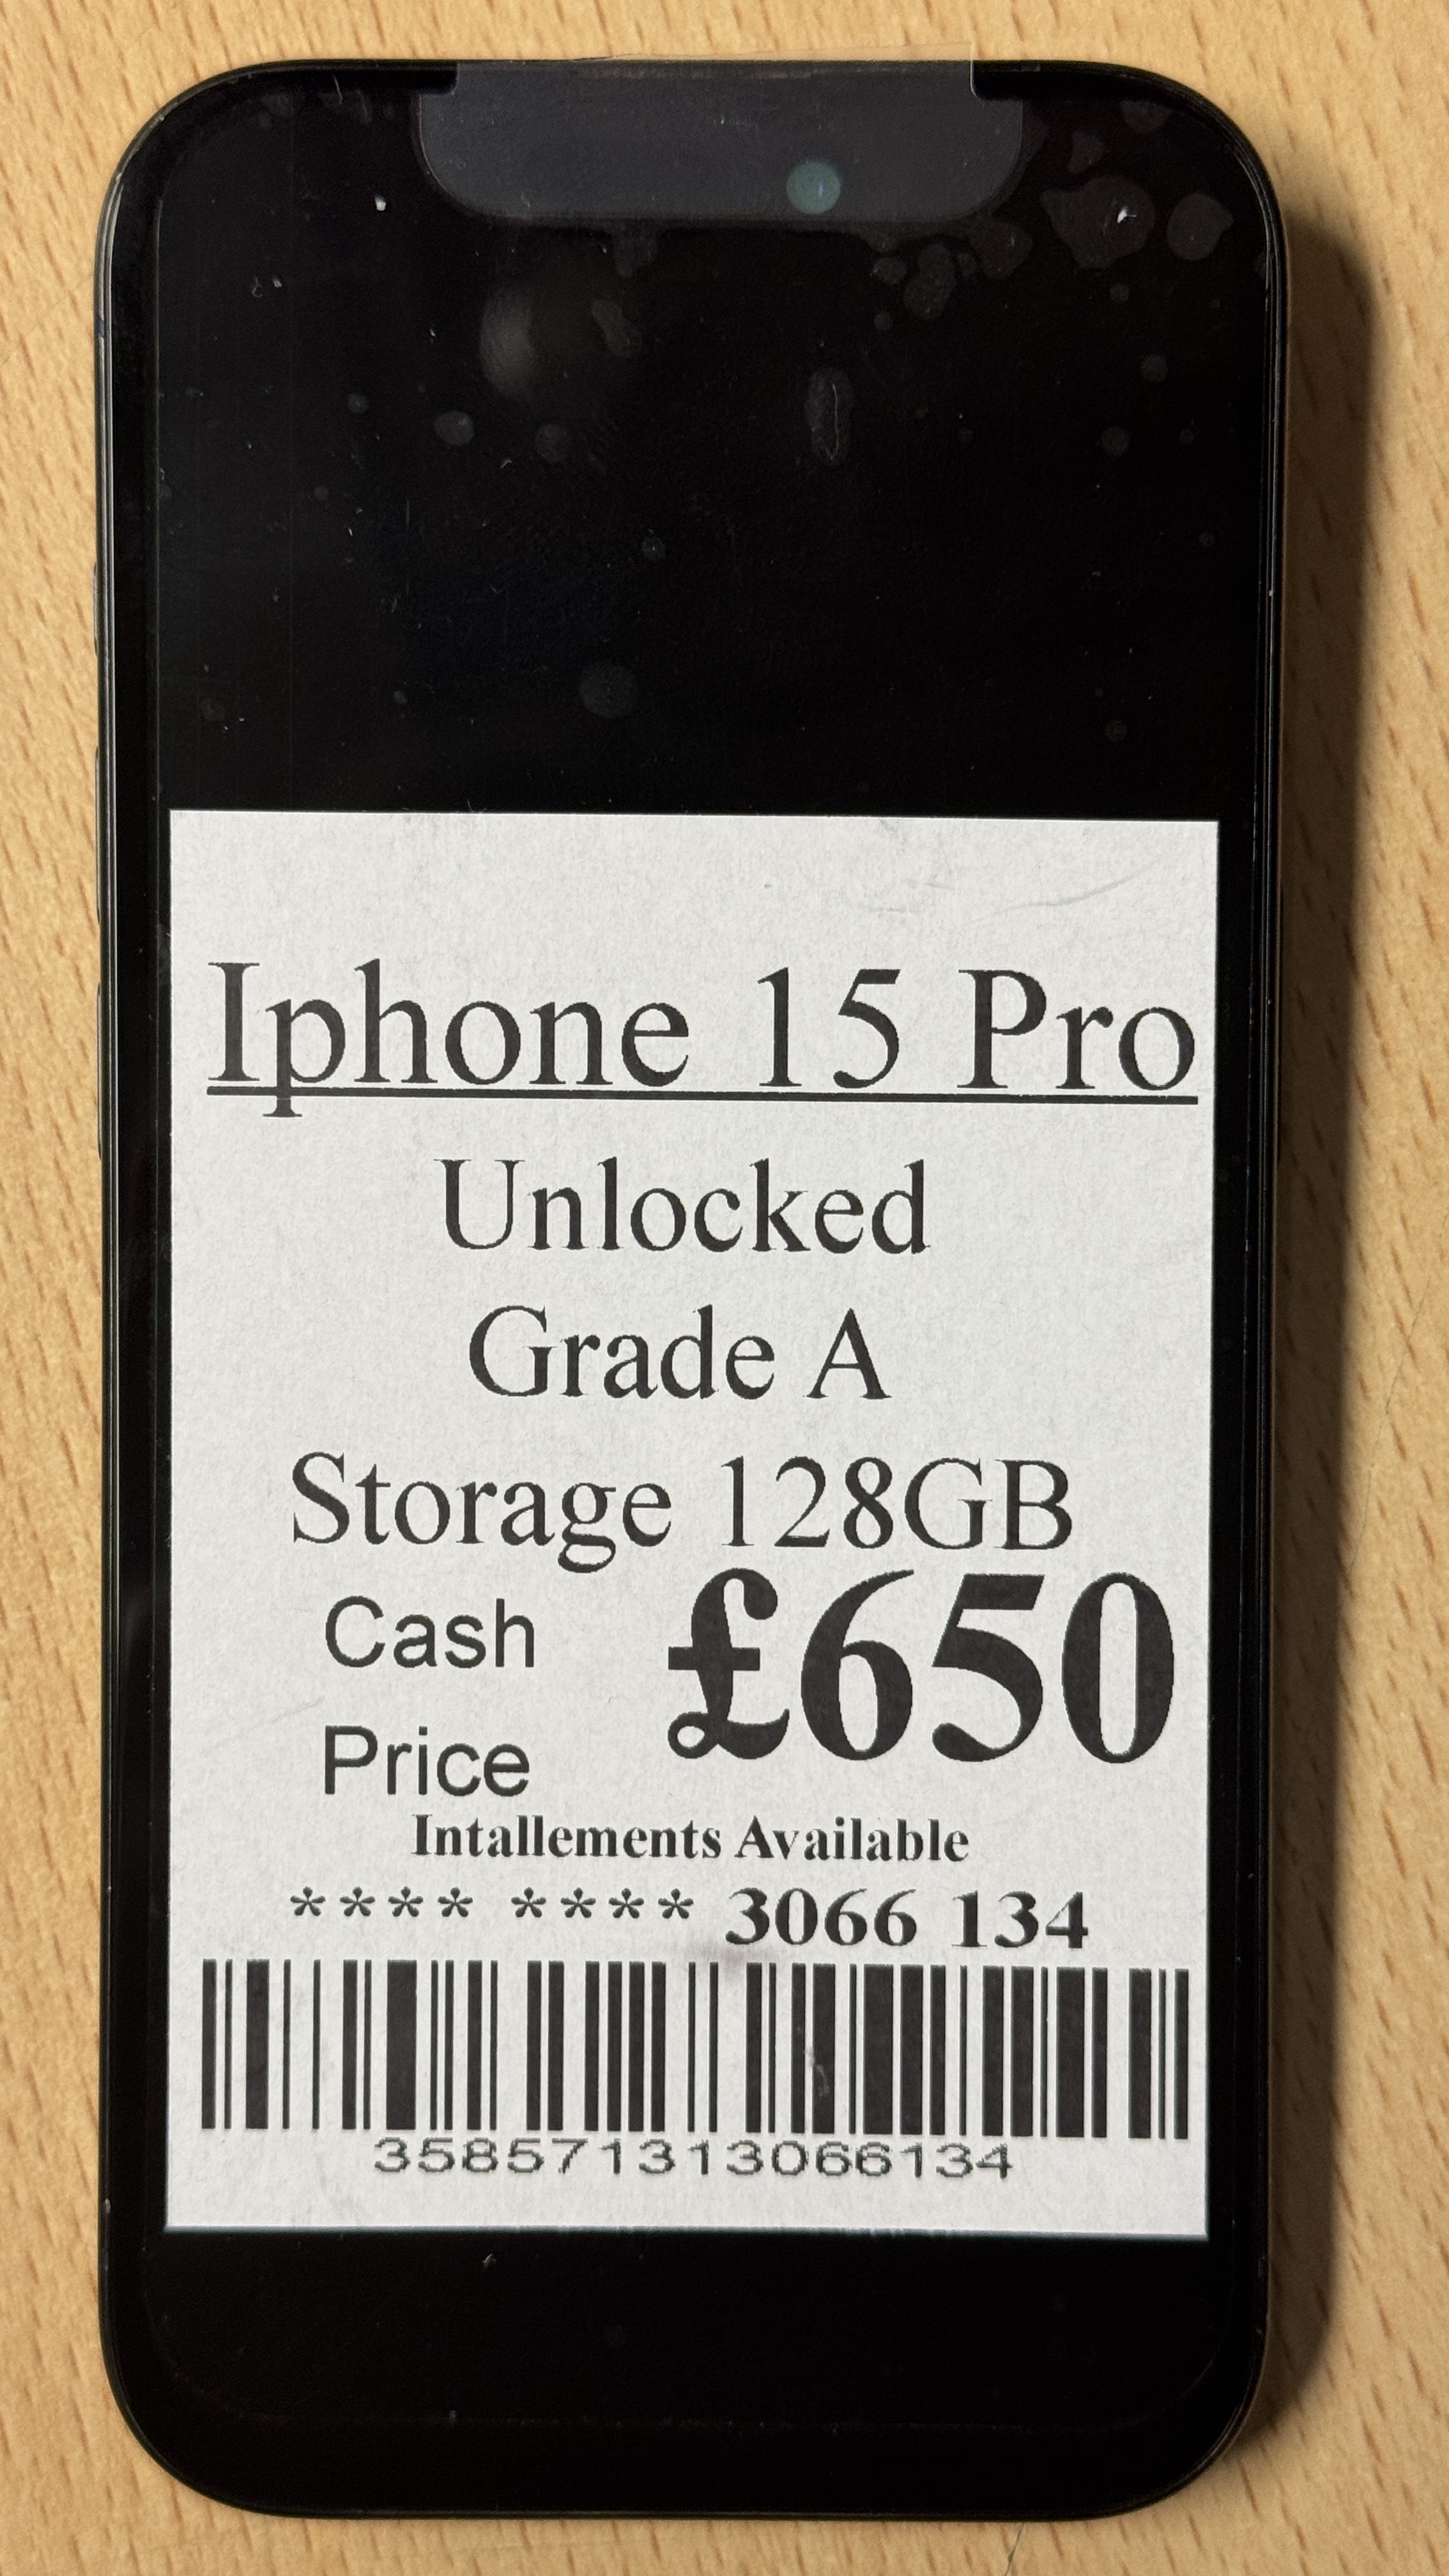 Iphone 15 Pro
Unlocked
Grade A
Storage 128GB
Cash £650
Price
Intallements Available
**** **** 3066 134
358571313066134